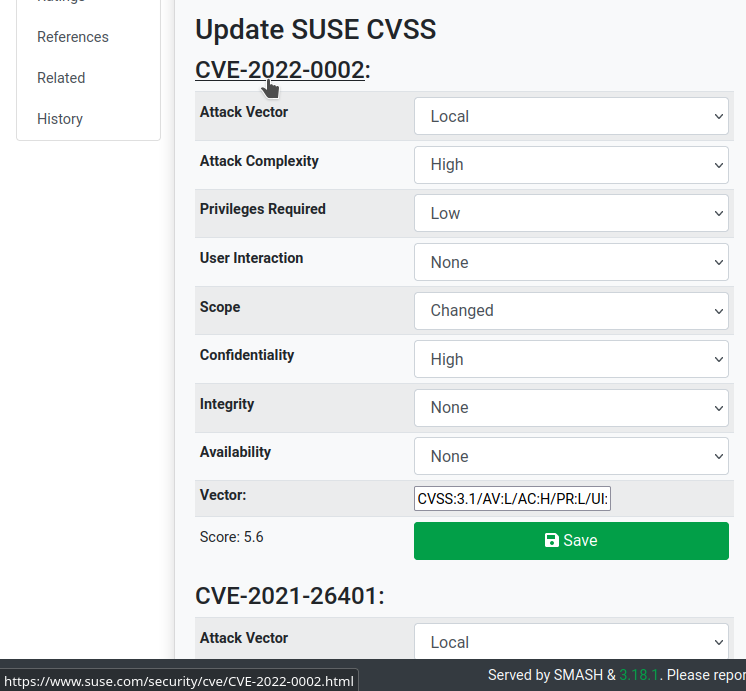 References
Related
History
Update SUSE CVSS
CVE-2022-0002:
Attack Vector
Local
Attack Complexity
High
Privileges Required
Low
User Interaction
None
Scope
Changed
Confidentiality
High
Integrity
None
Availability
None
Vector:
CVSS:3.1/AV:L/AC:H/PR:L/UI:
Score: 5.6
Save
CVE-2021-26401:
Attack Vector
Local
https://www.suse.com/security/cve/CVE-2022-0002.html
Served by SMASH & 3.18.1. Please repor